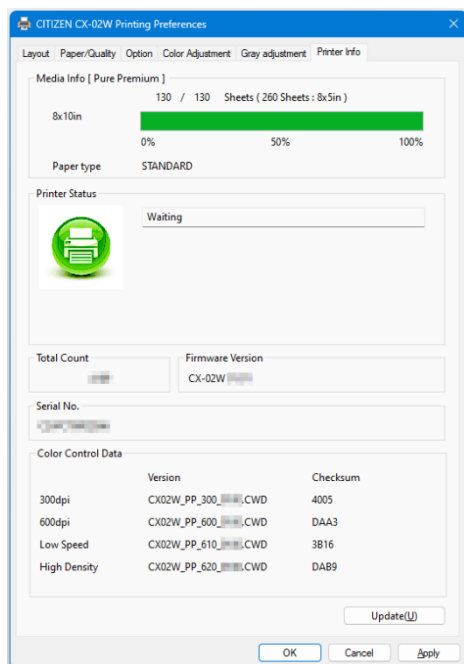 CITIZEN CX-02W Printing Preferences
Layout Paper/Quality Option Color Adjustment Gray adjustment Printer Info
Media Info [ Pure Premium ]
130 / 130 Sheets ( 260 Sheets : 8x5in )
8x10in
0% 50% 100%
Paper type STANDARD
Printer Status
Waiting
Total Count Firmware Version
CX-02W
Serial No.
Color Control Data
Version Checksum
300dpi CX02W_PP_300_ .CWD 4005
600dpi CX02W_PP_600_ .CWD DAA3
Low Speed CX02W_PP_610_ .CWD 3B16
High Density CX02W_PP_620_ .CWD DAB9
Update(U)
OK Cancel Apply